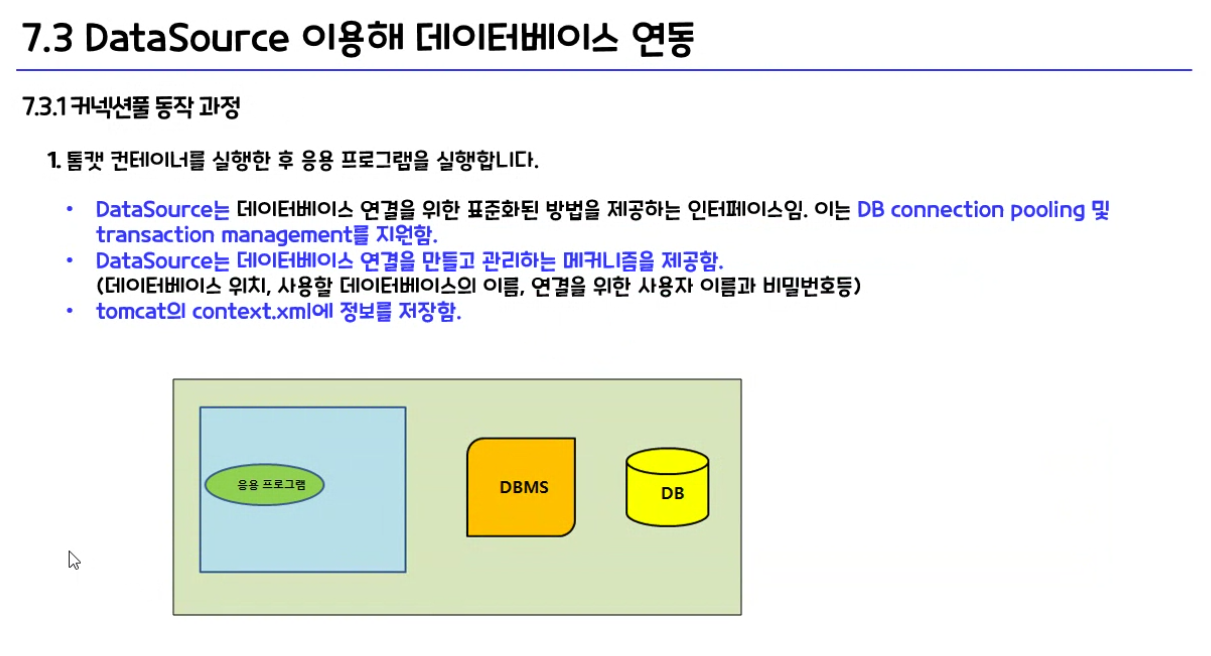 7.3 DataSource 이용해 데이터베이스 연동
7.3.1 커넥션풀 동작 과정
1. 톰캣 컨테이너를 실행한 후 응용 프로그램을 실행합니다.
• DataSource는 데이터베이스 연결을 위한 표준화된 방법을 제공하는 인터페이스임. 이는 DB connection pooling 및
transaction management를 지원함.
• DataSource는 데이터베이스 연결을 만들고 관리하는 메커니즘을 제공함.
(데이터베이스 위치, 사용할 데이터베이스의 이름, 연결을 위한 사용자 이름과 비밀번호등)
• tomcat의 context.xml에 정보를 저장함.
응용 프로그램
DBMS
DB